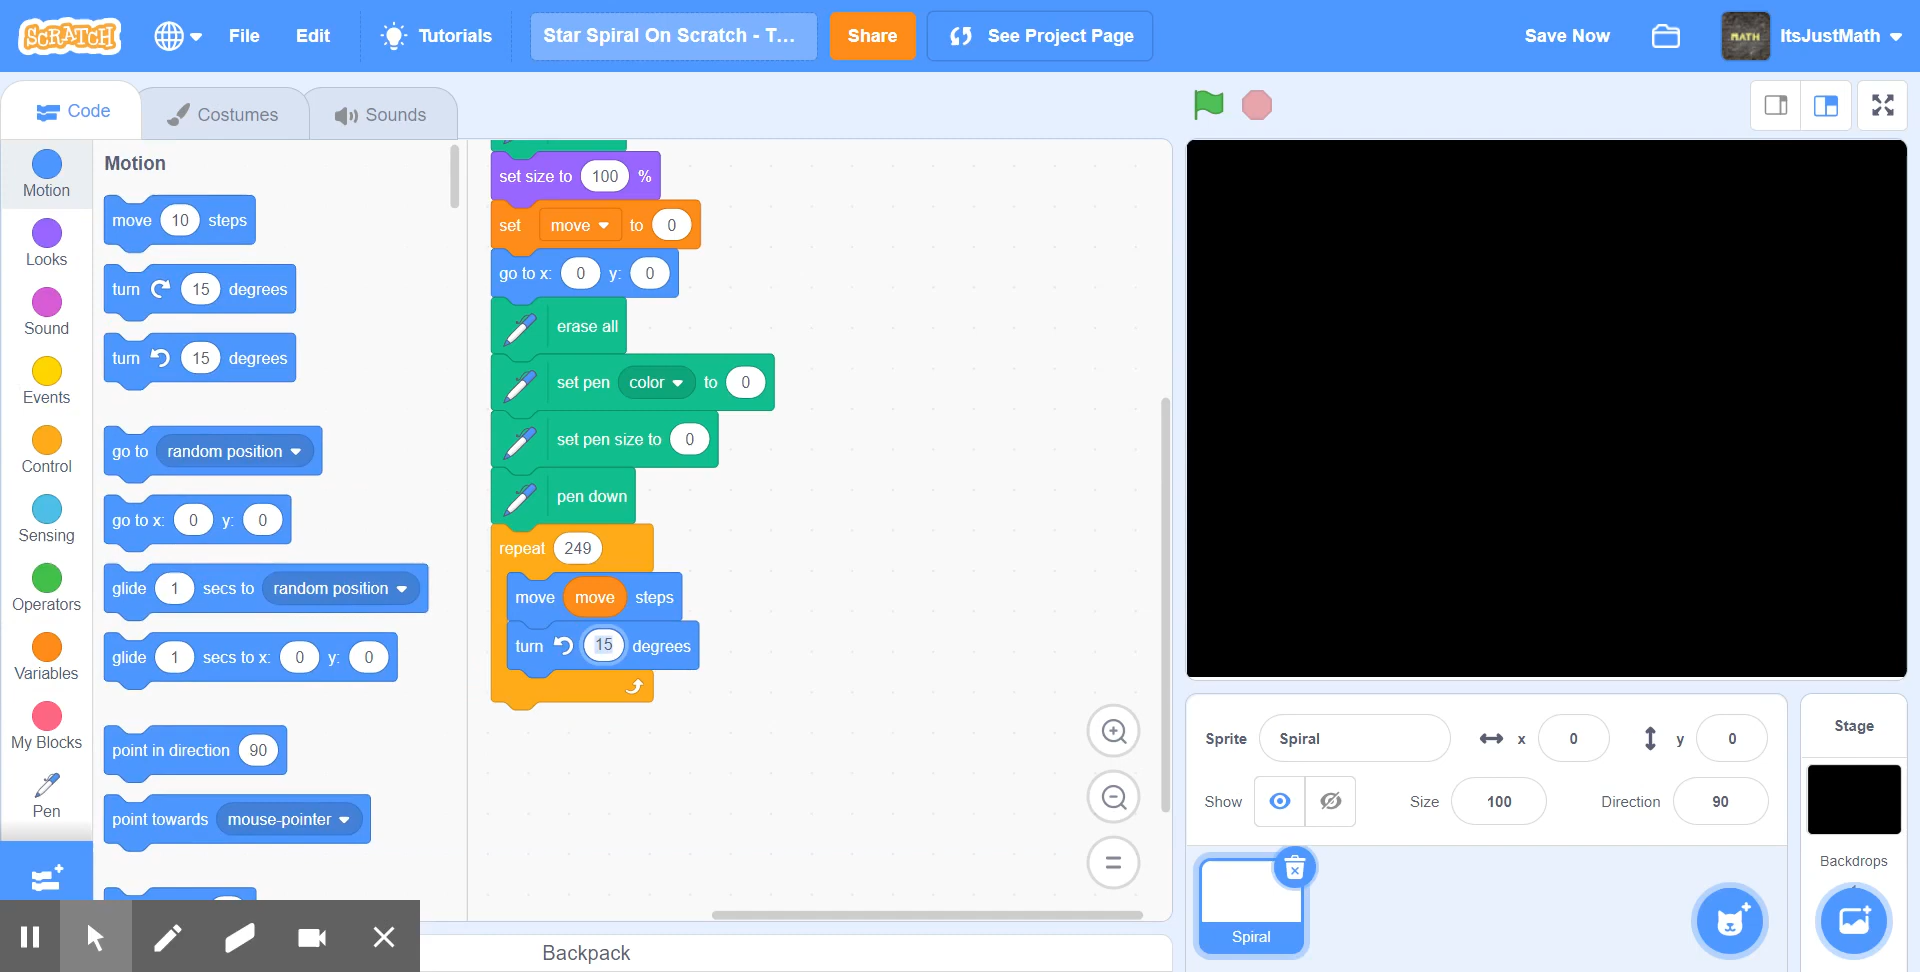 SCRATCH
File
Edit
Tutorials
Star Spiral On Scratch - T...
Share
See Project Page
Save Now
MATH
ItsJustMath
Code
Costumes
Sounds
Motion
Looks
Sound
Events
Control
Sensing
Operators
Variables
My Blocks
Pen
Motion
move 10 steps
turn 15 degrees
turn 15 degrees
go to random position
go to x: 0 y: 0
glide 1 secs to random position
glide 1 secs to x: 0 y: 0
point in direction 90
point towards mouse-pointer
set size to 100 %
set move to 0
go to x: 0 y: 0
erase all
set pen color to 0
set pen size to 0
pen down
repeat 249
move move steps
turn 15 degrees
Backpack
Sprite Spiral x 0 y 0
Show Size 100 Direction 90
Spiral
Stage
Backdrops